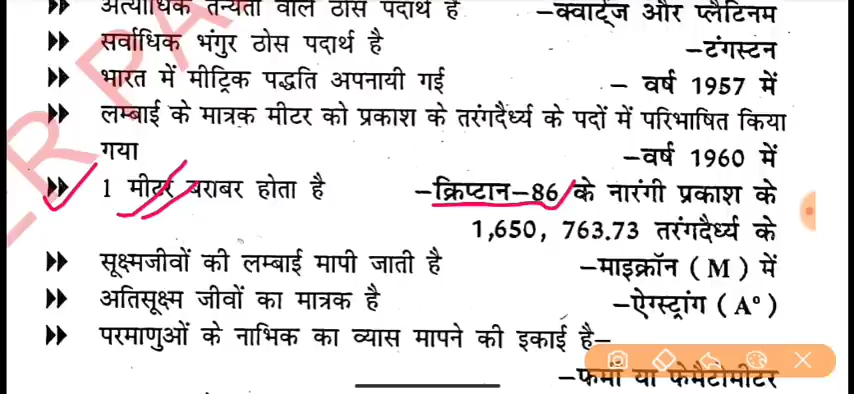 अत्याधिक तन्यता वाले ठोस पदार्थ है –क्वार्ट्ज और प्लैटिनम
सर्वाधिक भंगुर ठोस पदार्थ है –टंगस्टन
भारत में मीट्रिक पद्धति अपनायी गई – वर्ष 1957 में
लम्बाई के मात्रक मीटर को प्रकाश के तरंगदैर्ध्य के पदों में परिभाषित किया
गया –वर्ष 1960 में
1 मीटर बराबर होता है –क्रिप्टान–86 के नारंगी प्रकाश के
1,650, 763.73 तरंगदैर्ध्य के
सूक्ष्मजीवों की लम्बाई मापी जाती है –माइक्रॉन ( M ) में
अतिसूक्ष्म जीवों का मात्रक है –ऐंग्स्ट्रांग ( A° )
परमाणुओं के नाभिक का व्यास मापने की इकाई है–
–फर्मी या फेमैटोमीटर